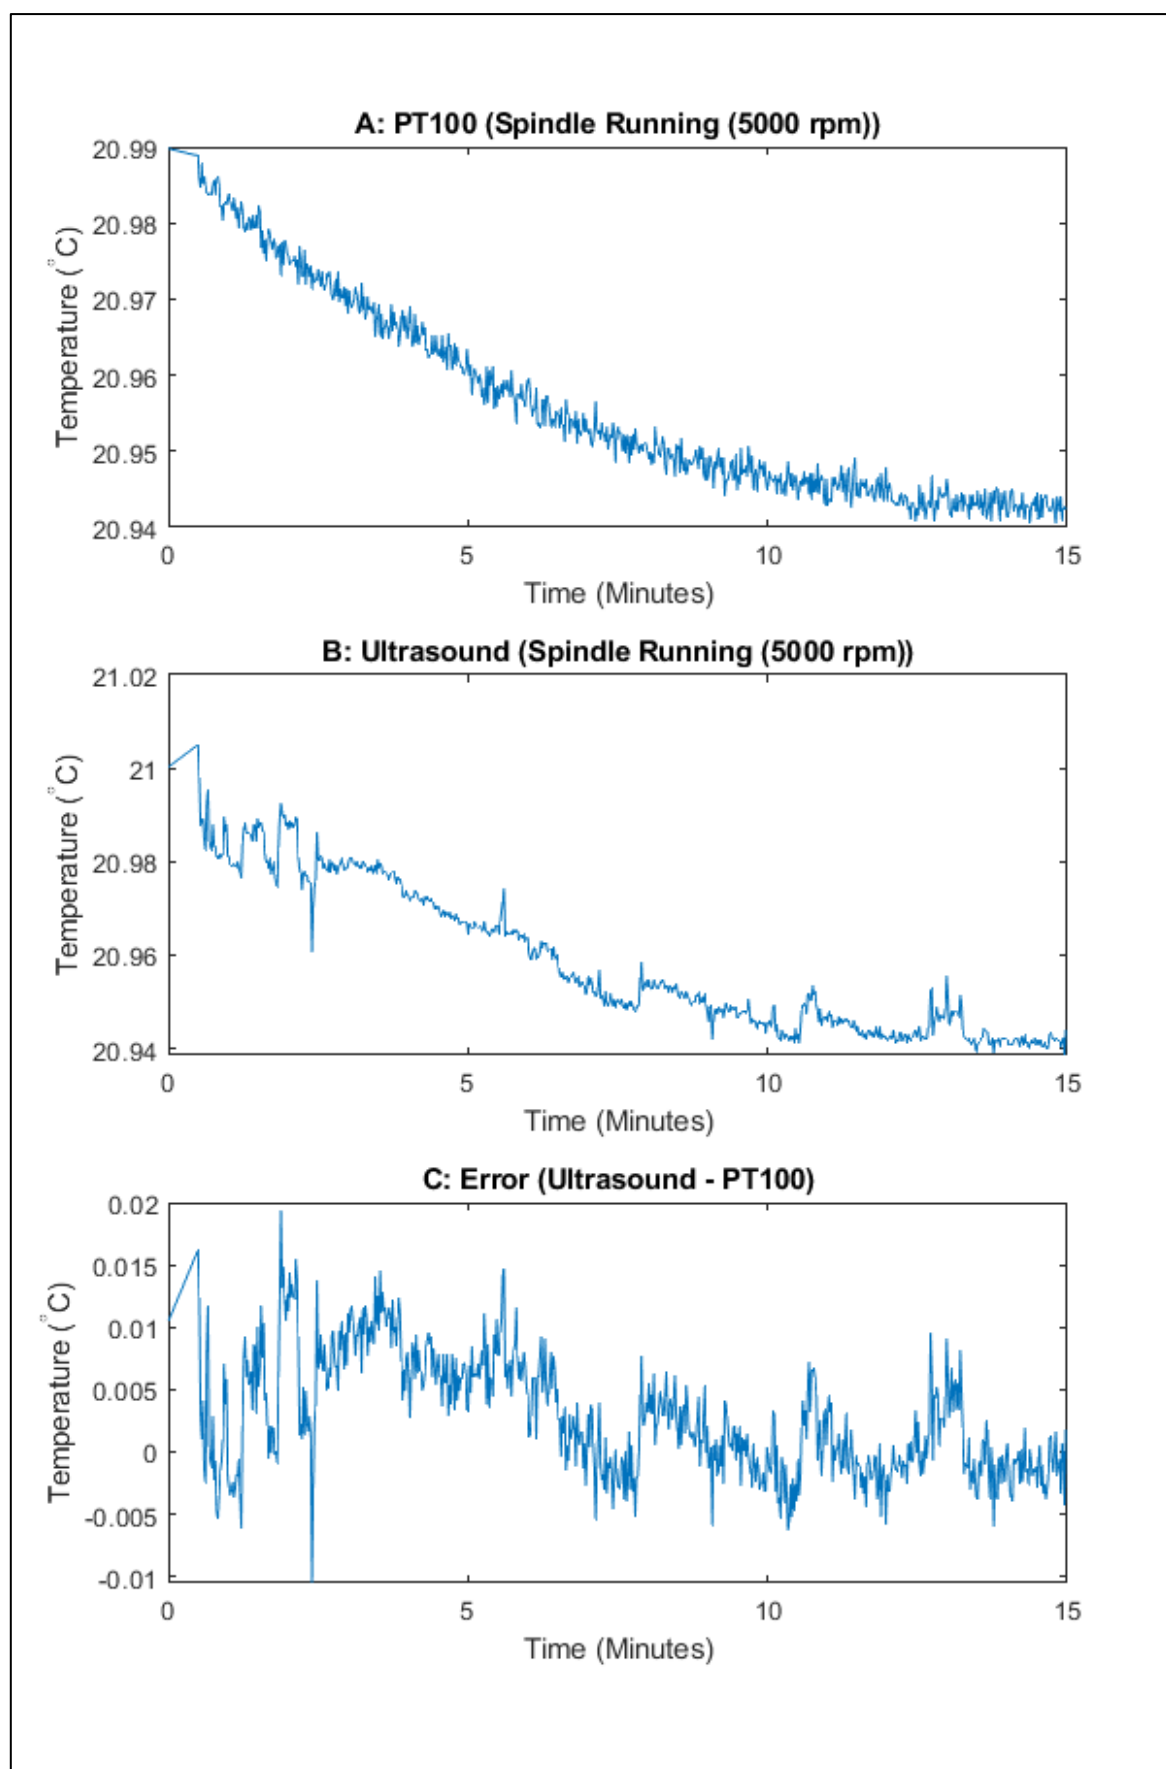 A: PT100 (Spindle Running (5000 rpm))
20.99
20.98
20.97
20.96
20.95
20.94
Temperature (°C)
0 5 10 15
Time (Minutes)
B: Ultrasound (Spindle Running (5000 rpm))
21.02
21
20.98
20.96
20.94
Temperature (°C)
0 5 10 15
Time (Minutes)
C: Error (Ultrasound - PT100)
0.02
0.015
0.01
0.005
0
-0.005
-0.01
Temperature (°C)
0 5 10 15
Time (Minutes)